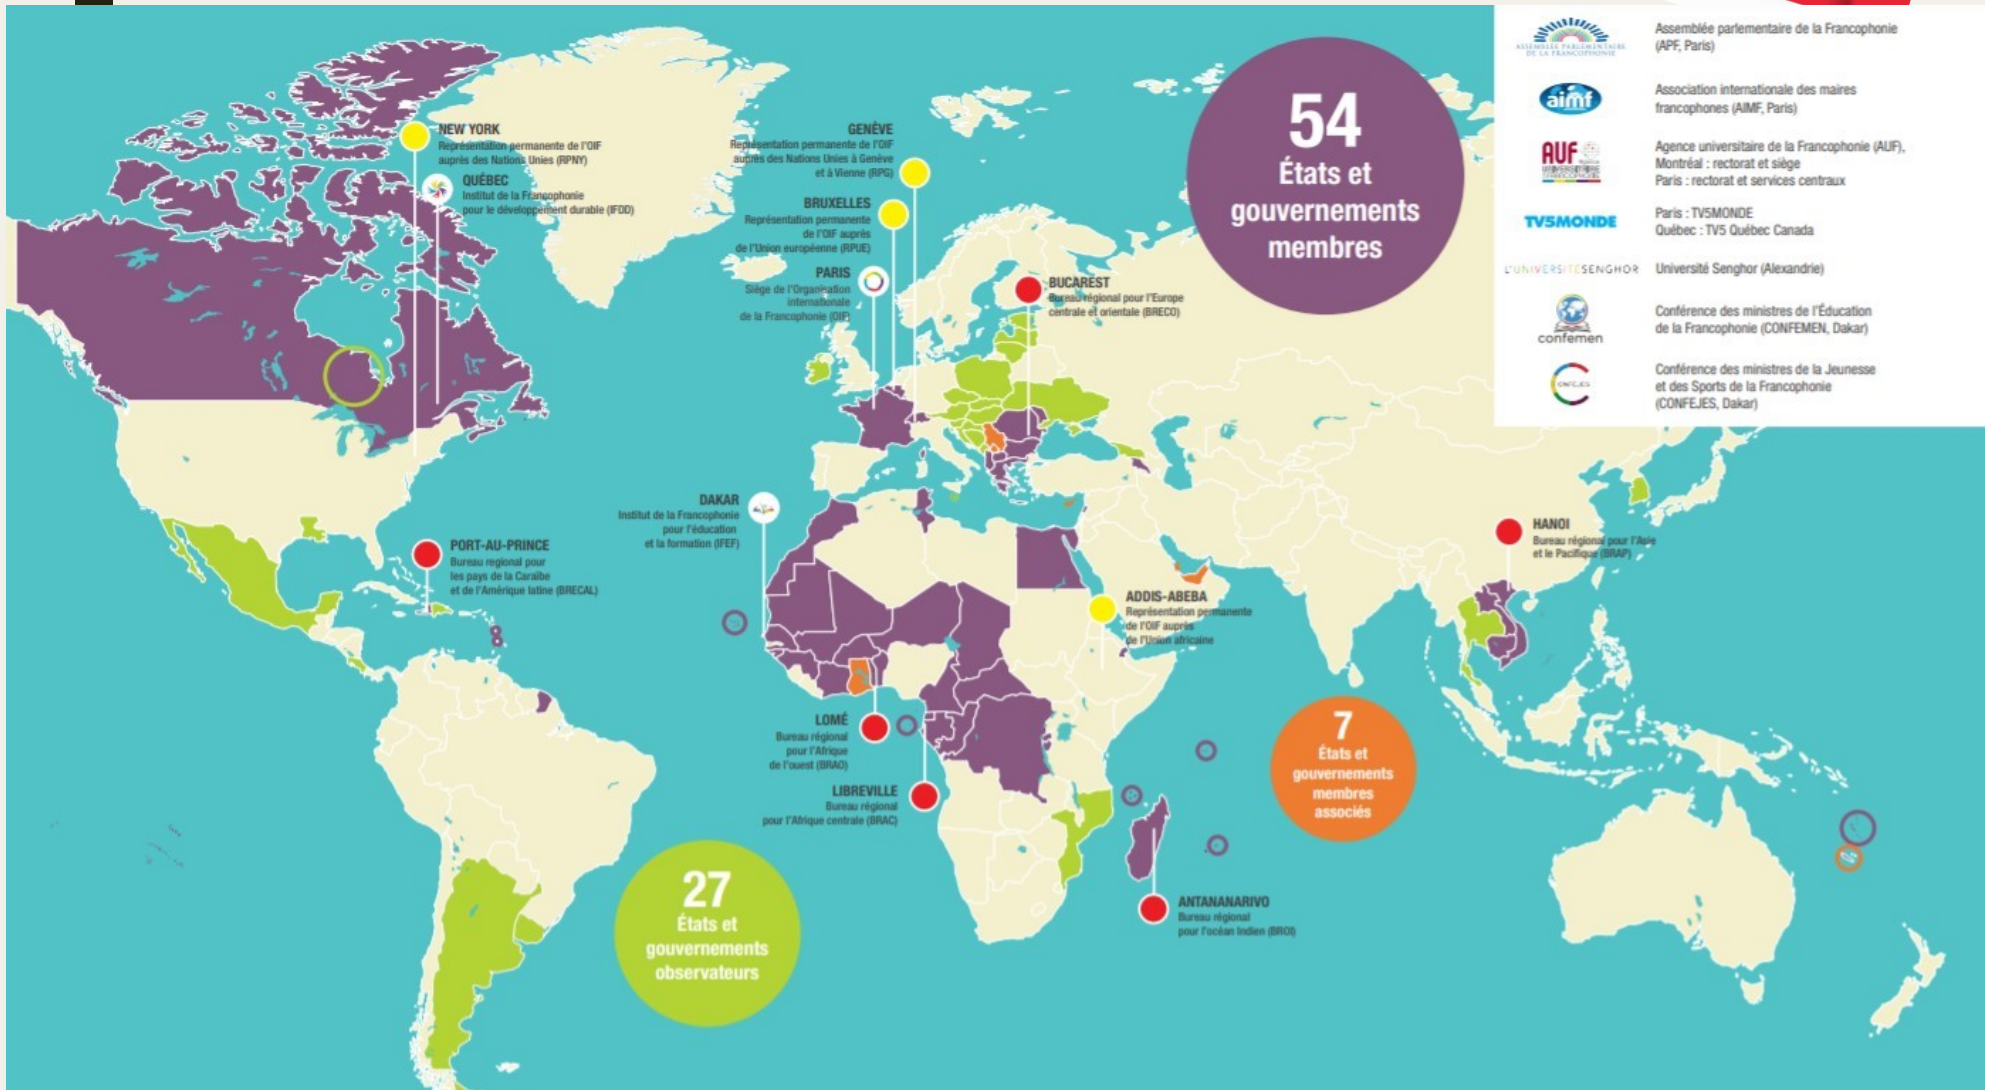 NEW YORK
Représentation permanente de l'OIF
auprès des Nations Unies (RPNY)
QUÉBEC
Institut de la Francophonie
pour le développement durable (IFDD)
GENÈVE
Représentation permanente de l'OIF
auprès des Nations Unies à Genève
et à Vienne (RPG)
BRUXELLES
Représentation permanente
de l'OIF auprès
de l'Union européenne (RPUE)
PARIS
Siège de l'Organisation
internationale
de la Francophonie (OIF)
BUCAREST
Bureau régional pour l'Europe
centrale et orientale (BRECO)
54
États et
gouvernements
membres
ASSEMBLÉE PARLEMENTAIRE
DE LA FRANCOPHONIE
Assemblée parlementaire de la Francophonie
(APF, Paris)
aimf
Association internationale des maires
francophones (AIMF, Paris)
AUF
Agence universitaire de la Francophonie (AUF),
Montréal : rectorat et siège
Paris : rectorat et services centraux
TV5MONDE
Paris : TV5MONDE
Québec : TV5 Québec Canada
L'UNIVERSITÉSENGHOR
Université Senghor (Alexandrie)
confemen
Conférence des ministres de l'Éducation
de la Francophonie (CONFEMEN, Dakar)
CONFEJES
Conférence des ministres de la Jeunesse
et des Sports de la Francophonie
(CONFEJES, Dakar)
DAKAR
Institut de la Francophonie
pour l'éducation
et la formation (IFEF)
PORT-AU-PRINCE
Bureau regional pour
les pays de la Caraïbe
et de l'Amérique latine (BRECAL)
HANOI
Bureau régional pour l'Asie
et le Pacifique (BRAP)
ADDIS-ABEBA
Représentation permanente
de l'OIF auprès
de l'Union africaine
LOMÉ
Bureau régional
pour l'Afrique
de l'ouest (BRAO)
LIBREVILLE
Bureau régional
pour l'Afrique centrale (BRAC)
7
États et
gouvernements
membres
associés
27
États et
gouvernements
observateurs
ANTANANARIVO
Bureau régional
pour l'océan Indien (BROI)